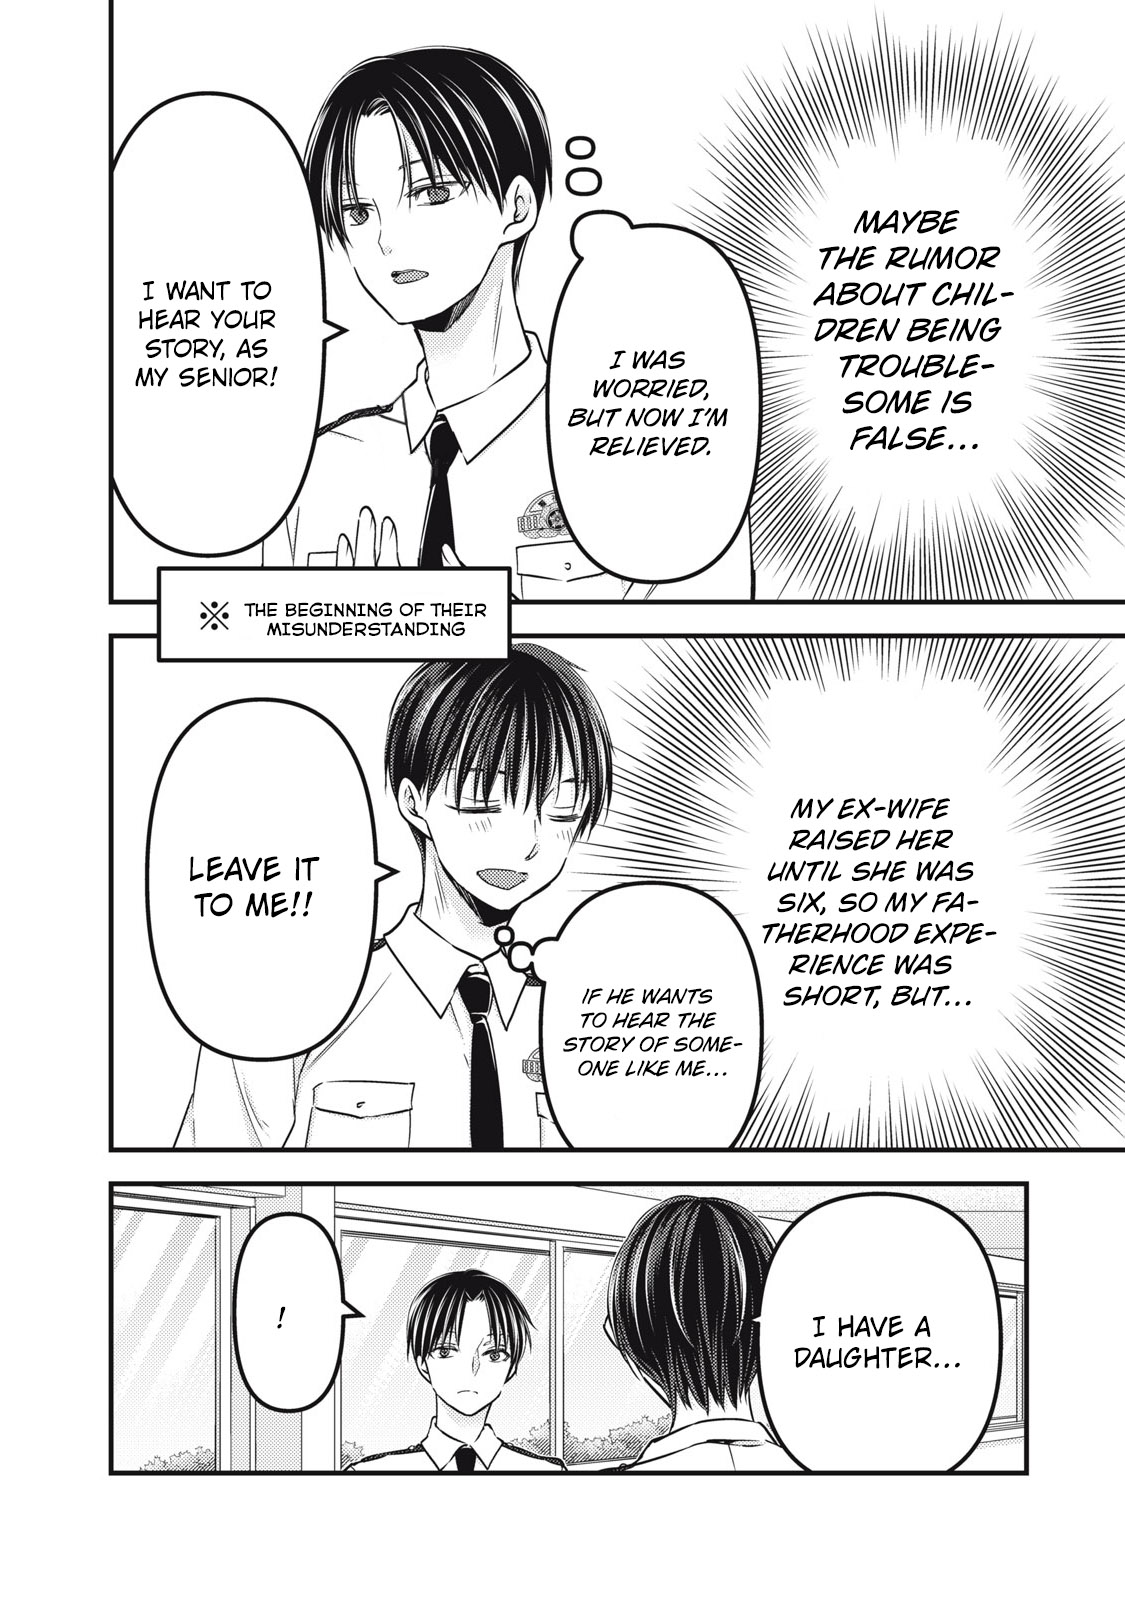 MAYBE
THE RUMOR
ABOUT CHIL-
DREN BEING
TROUBLE-
SOME IS
FALSE...
I WAS
WORRIED,
BUT NOW I'M
RELIEVED.
I WANT TO
HEAR YOUR
STORY, AS
MY SENIOR!
※ THE BEGINNING OF THEIR
MISUNDERSTANDING
MY EX-WIFE
RAISED HER
UNTIL SHE WAS
SIX, SO MY FA-
THERHOOD EXPE-
RIENCE WAS
SHORT, BUT...
IF HE WANTS
TO HEAR THE
STORY OF SOME-
ONE LIKE ME...
LEAVE IT
TO ME!!
I HAVE A
DAUGHTER...
!